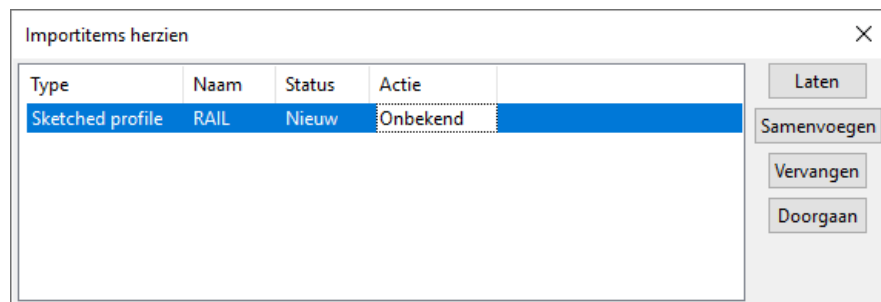 Importitems herzien
Type Naam Status Actie
Sketched profile RAIL Nieuw Onbekend
Laten
Samenvoegen
Vervangen
Doorgaan